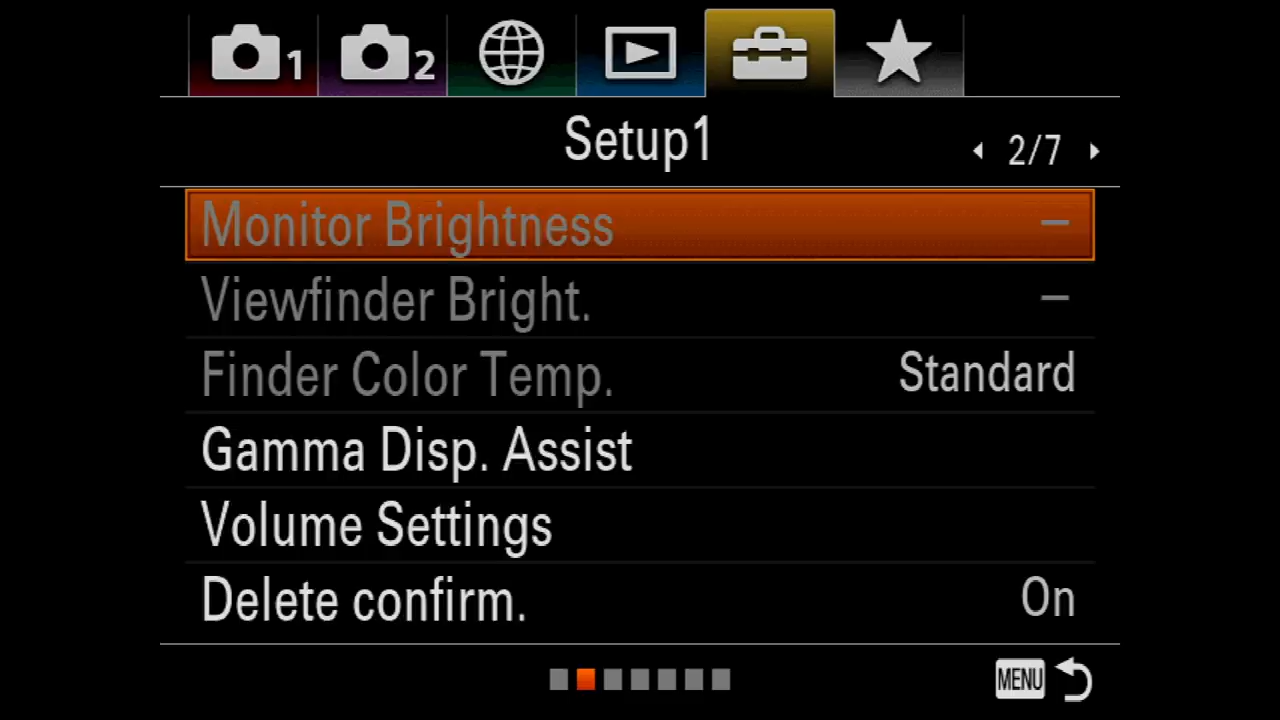 1 2
Setup1
2/7
Monitor Brightness –
Viewfinder Bright. –
Finder Color Temp. Standard
Gamma Disp. Assist
Volume Settings
Delete confirm. On
MENU